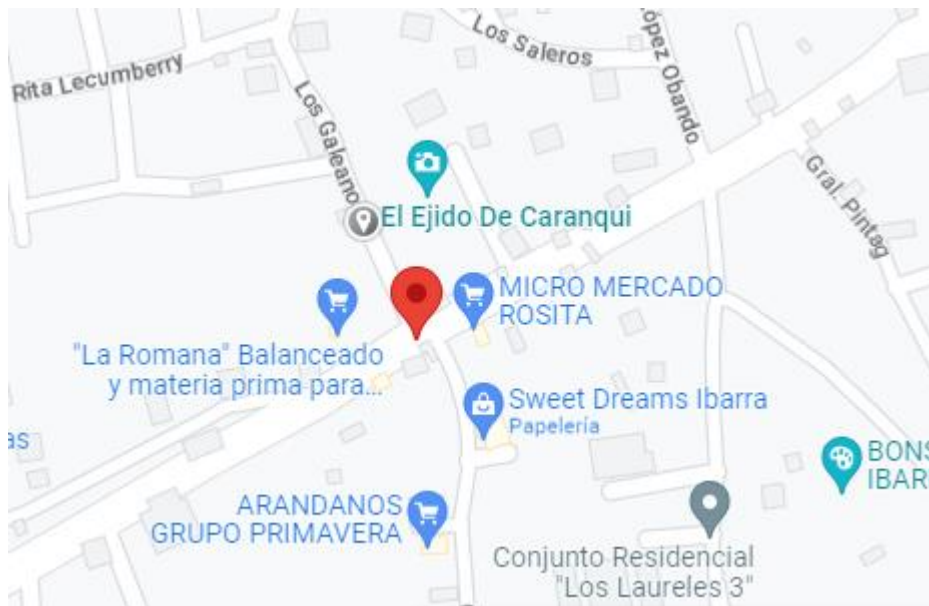 Los Saleros
López Obando
Rita Lecumberry
Los Galeano
Gral. Pintag
El Ejido De Caranqui
MICRO MERCADO
ROSITA
"La Romana" Balanceado
y materia prima para...
Sweet Dreams Ibarra
Papelería
as
BONS
IBAR
ARANDANOS
GRUPO PRIMAVERA
Conjunto Residencial
"Los Laureles 3"